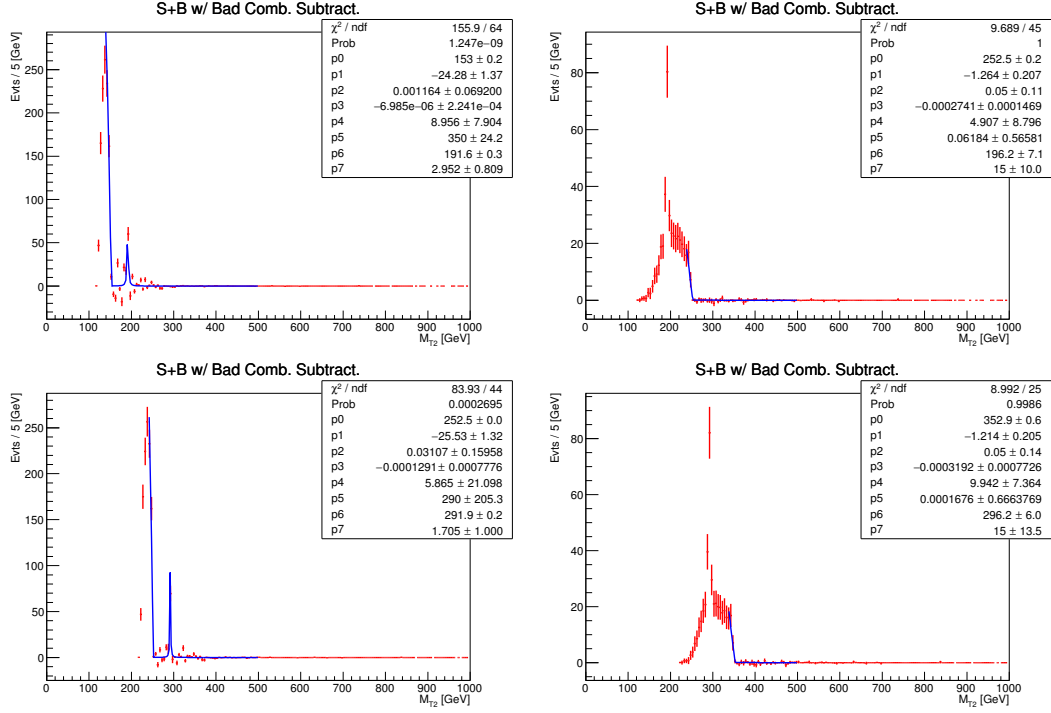 S+B w/ Bad Comb. Subtract.
Evts / 5 [GeV]
250
200
150
100
50
0
0 100 200 300 400 500 600 700 800 900 1000
M_T2 [GeV]
χ² / ndf 155.9 / 64
Prob 1.247e−09
p0 153 ± 0.2
p1 −24.28 ± 1.37
p2 0.001164 ± 0.069200
p3 −6.985e−06 ± 2.241e−04
p4 8.956 ± 7.904
p5 350 ± 24.2
p6 191.6 ± 0.3
p7 2.952 ± 0.809
S+B w/ Bad Comb. Subtract.
Evts / 5 [GeV]
80
60
40
20
0
0 100 200 300 400 500 600 700 800 900 1000
M_T2 [GeV]
χ² / ndf 9.689 / 45
Prob 1
p0 252.5 ± 0.2
p1 −1.264 ± 0.207
p2 0.05 ± 0.11
p3 −0.0002741 ± 0.0001469
p4 4.907 ± 8.796
p5 0.06184 ± 0.56581
p6 196.2 ± 7.1
p7 15 ± 10.0
S+B w/ Bad Comb. Subtract.
Evts / 5 [GeV]
250
200
150
100
50
0
0 100 200 300 400 500 600 700 800 900 1000
M_T2 [GeV]
χ² / ndf 83.93 / 44
Prob 0.0002695
p0 252.5 ± 0.0
p1 −25.53 ± 1.32
p2 0.03107 ± 0.15958
p3 −0.0001291 ± 0.0007776
p4 5.865 ± 21.098
p5 290 ± 205.3
p6 291.9 ± 0.2
p7 1.705 ± 1.000
S+B w/ Bad Comb. Subtract.
Evts / 5 [GeV]
80
60
40
20
0
0 100 200 300 400 500 600 700 800 900 1000
M_T2 [GeV]
χ² / ndf 8.992 / 25
Prob 0.9986
p0 352.9 ± 0.6
p1 −1.214 ± 0.205
p2 0.05 ± 0.14
p3 −0.0003192 ± 0.0007726
p4 9.942 ± 7.364
p5 0.0001676 ± 0.6663769
p6 296.2 ± 6.0
p7 15 ± 13.5